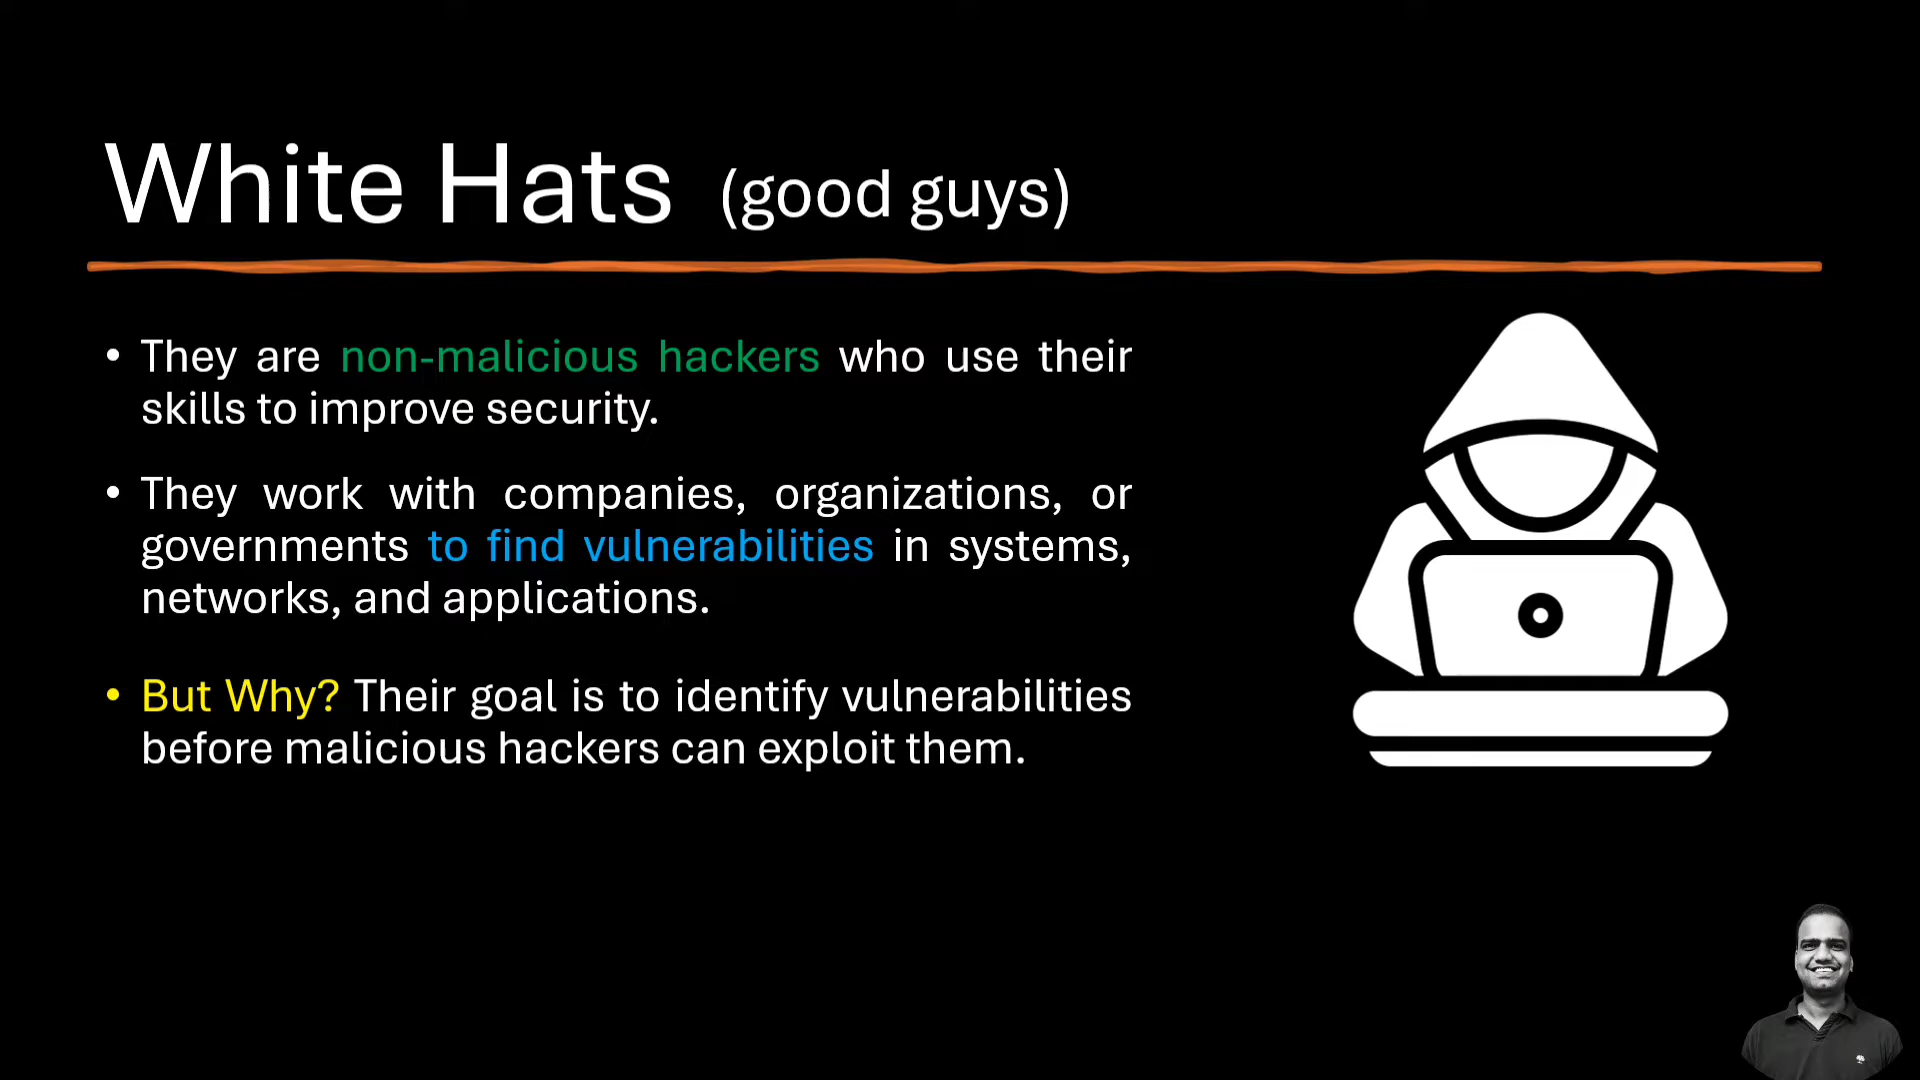 White Hats (good guys)
• They are non-malicious hackers who use their
skills to improve security.
• They work with companies, organizations, or
governments to find vulnerabilities in systems,
networks, and applications.
• But Why? Their goal is to identify vulnerabilities
before malicious hackers can exploit them.